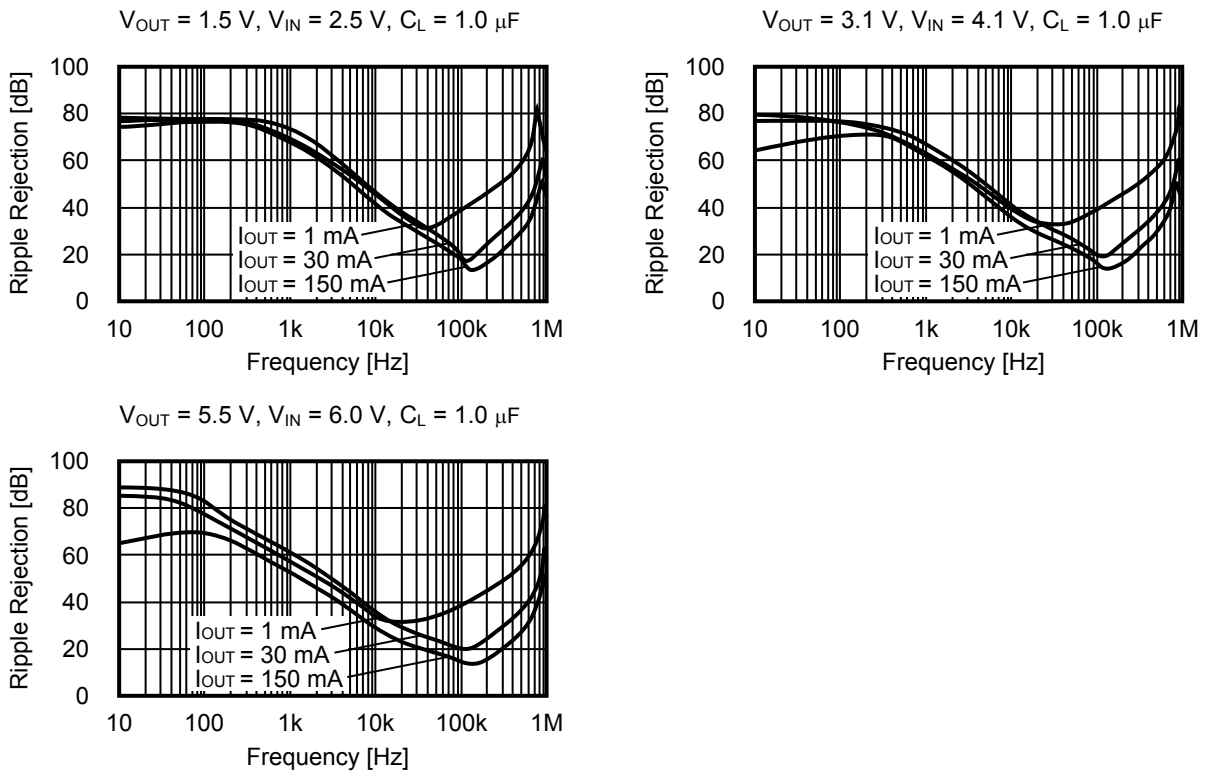 VOUT = 1.5 V, VIN = 2.5 V, CL = 1.0 μF
Ripple Rejection [dB]
100
80
60
40
20
0
IOUT = 1 mA
IOUT = 30 mA
IOUT = 150 mA
10 100 1k 10k 100k 1M
Frequency [Hz]
VOUT = 3.1 V, VIN = 4.1 V, CL = 1.0 μF
Ripple Rejection [dB]
100
80
60
40
20
0
IOUT = 1 mA
IOUT = 30 mA
IOUT = 150 mA
10 100 1k 10k 100k 1M
Frequency [Hz]
VOUT = 5.5 V, VIN = 6.0 V, CL = 1.0 μF
Ripple Rejection [dB]
100
80
60
40
20
0
IOUT = 1 mA
IOUT = 30 mA
IOUT = 150 mA
10 100 1k 10k 100k 1M
Frequency [Hz]